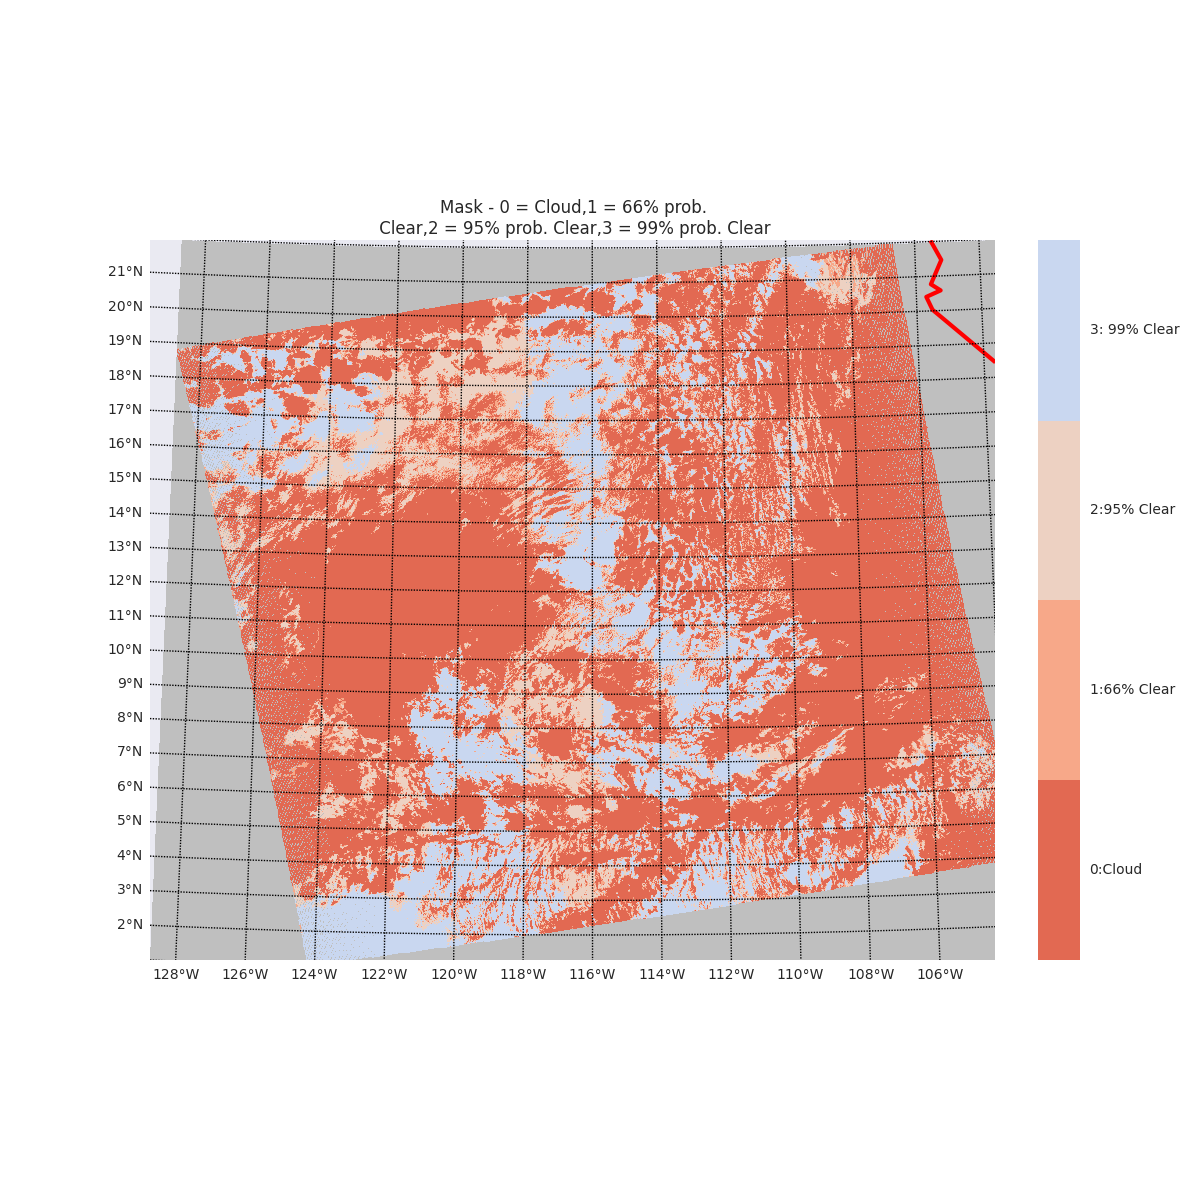 Mask - 0 = Cloud,1 = 66% prob.
Clear,2 = 95% prob. Clear,3 = 99% prob. Clear
21°N
20°N
19°N
18°N
17°N
16°N
15°N
14°N
13°N
12°N
11°N
10°N
9°N
8°N
7°N
6°N
5°N
4°N
3°N
2°N
128°W 126°W 124°W 122°W 120°W 118°W 116°W 114°W 112°W 110°W 108°W 106°W
3: 99% Clear
2:95% Clear
1:66% Clear
0:Cloud